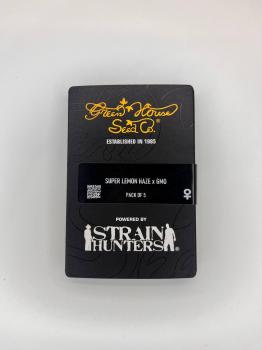 Green House
Seed Co.®
ESTABLISHED IN 1985
SUPER LEMON HAZE x GMO
PACK OF 5
POWERED BY
STRAIN
HUNTERS